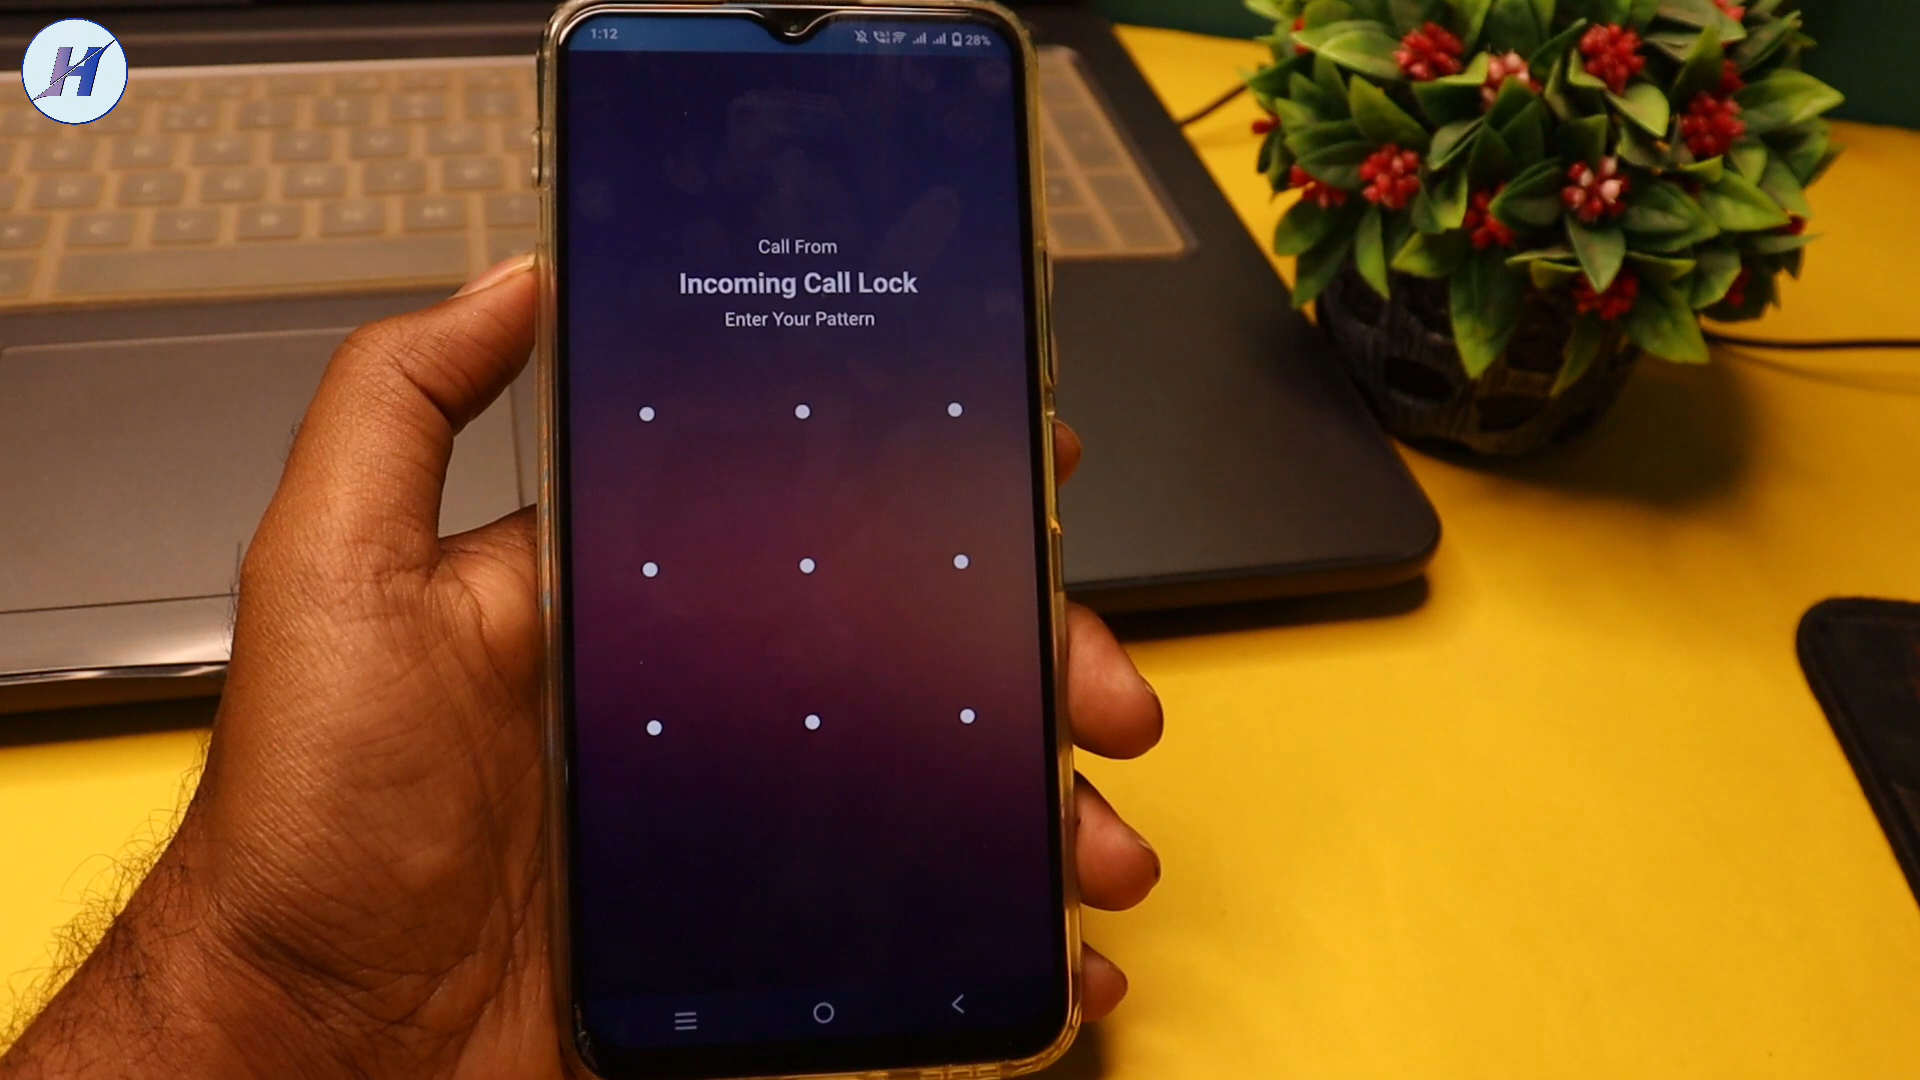 H
1:12
28%
Call From
Incoming Call Lock
Enter Your Pattern